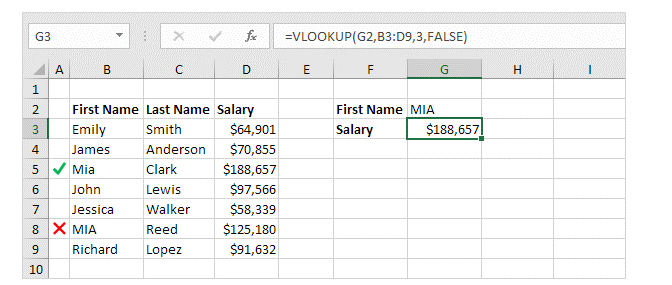 G3 fx =VLOOKUP(G2,B3:D9,3,FALSE)
A B C D E F G H I
1
2 First Name Last Name Salary First Name MIA
3 Emily Smith $64,901 Salary $188,657
4 James Anderson $70,855
5 Mia Clark $188,657
6 John Lewis $97,566
7 Jessica Walker $58,339
8 MIA Reed $125,180
9 Richard Lopez $91,632
10